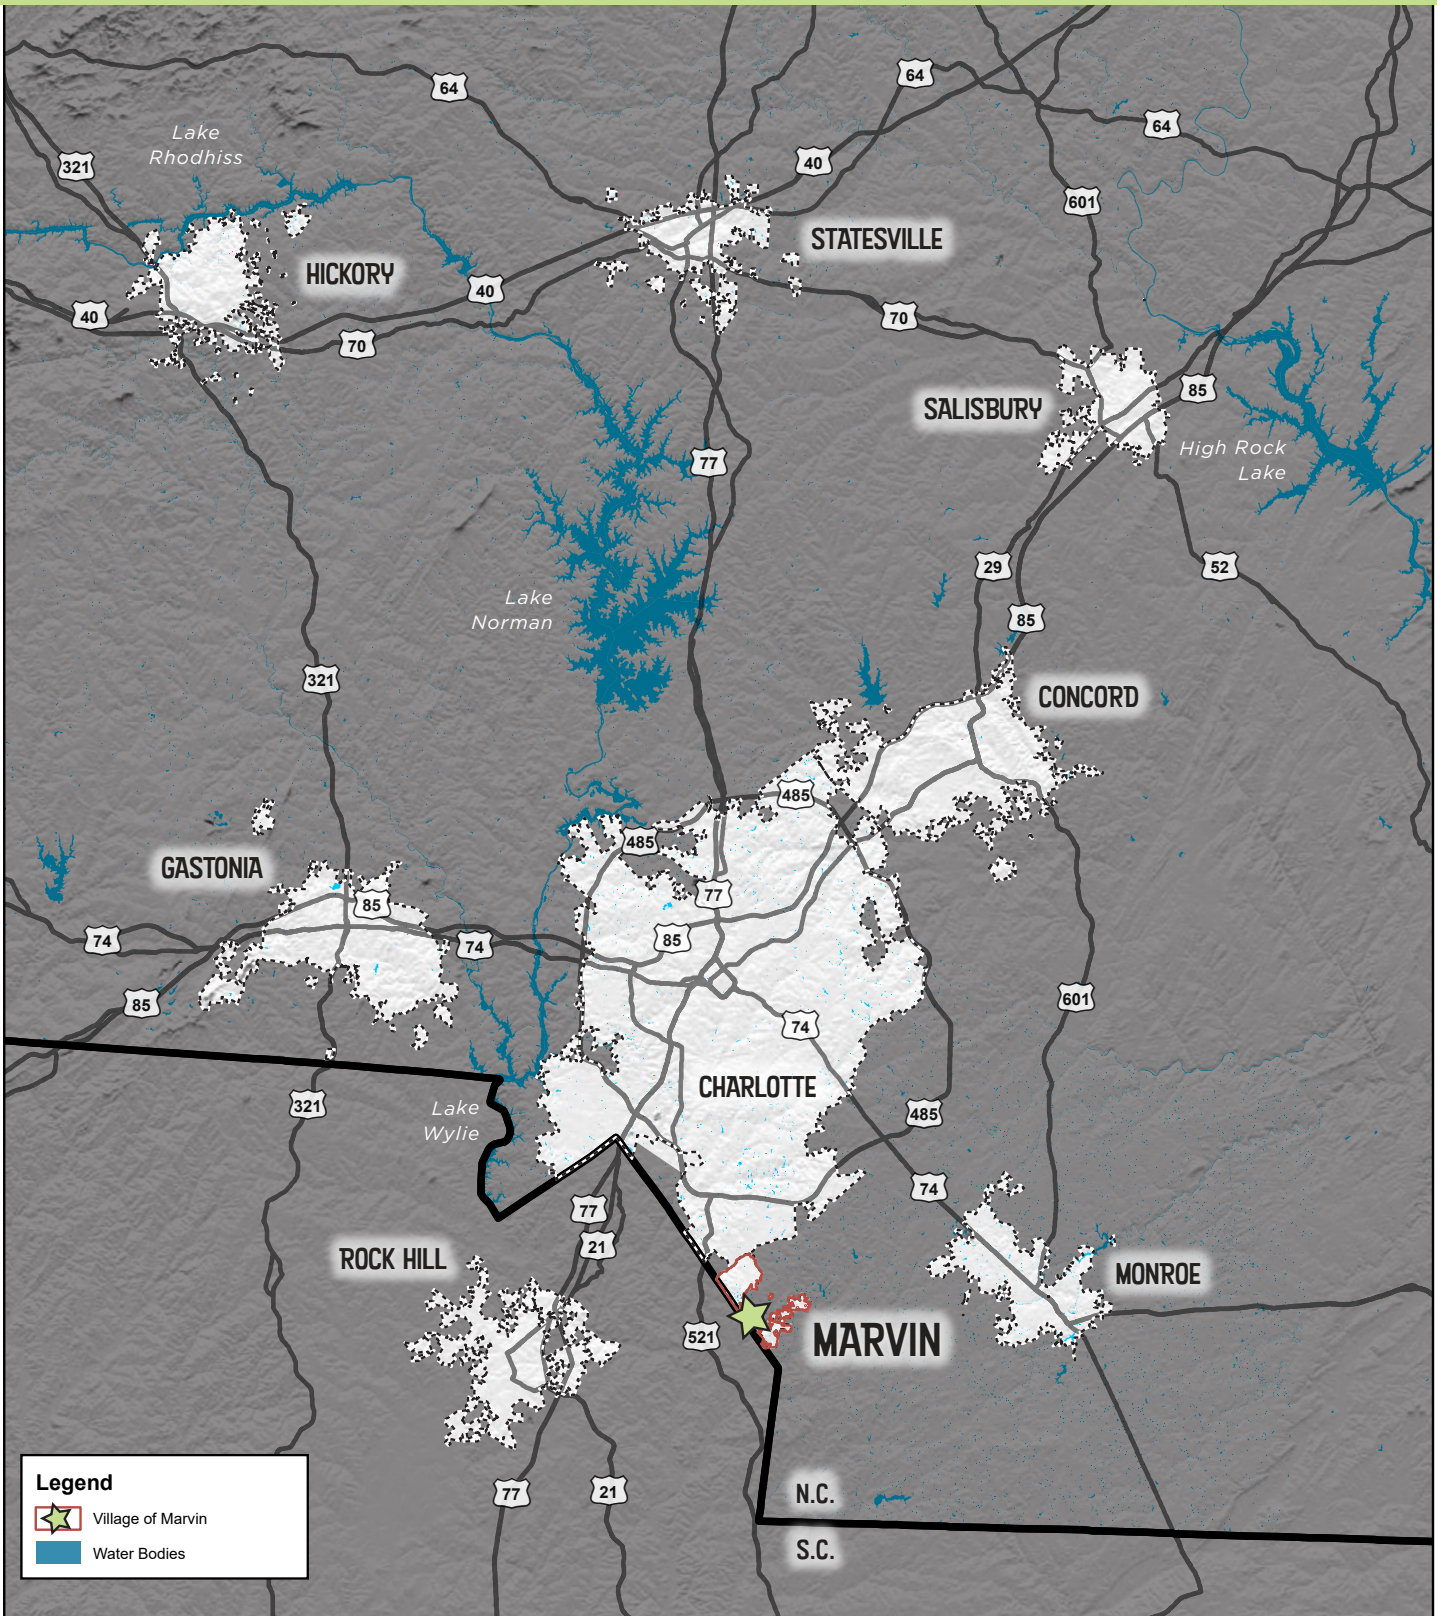 64
64
64
Lake
Rhodhiss
321
40
601
STATESVILLE
HICKORY
40
40
70
70
85
SALISBURY
High Rock
Lake
77
29
52
Lake
Norman
85
321
CONCORD
485
485
GASTONIA
77
85
74
85
74
85
601
74
CHARLOTTE
321
Lake
Wylie
485
74
77
21
ROCK HILL
MONROE
521
MARVIN
77
21
N.C.
S.C.
Legend
Village of Marvin
Water Bodies